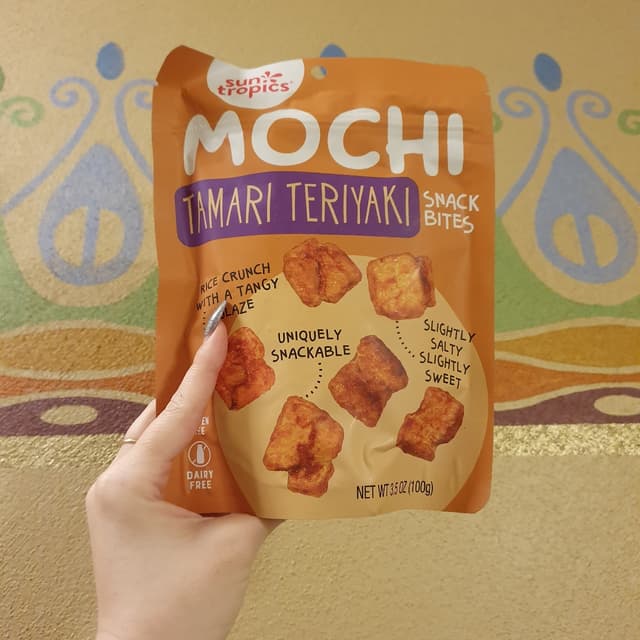 sun
tropics
MOCHI
TAMARI TERIYAKI
SNACK
BITES
RICE CRUNCH
WITH A TANGY
UNIQUELY
SNACKABLE
SLIGHTLY
SALTY
SLIGHTLY
SWEET
DAIRY
FREE
NET WT 3.5 OZ (100g)